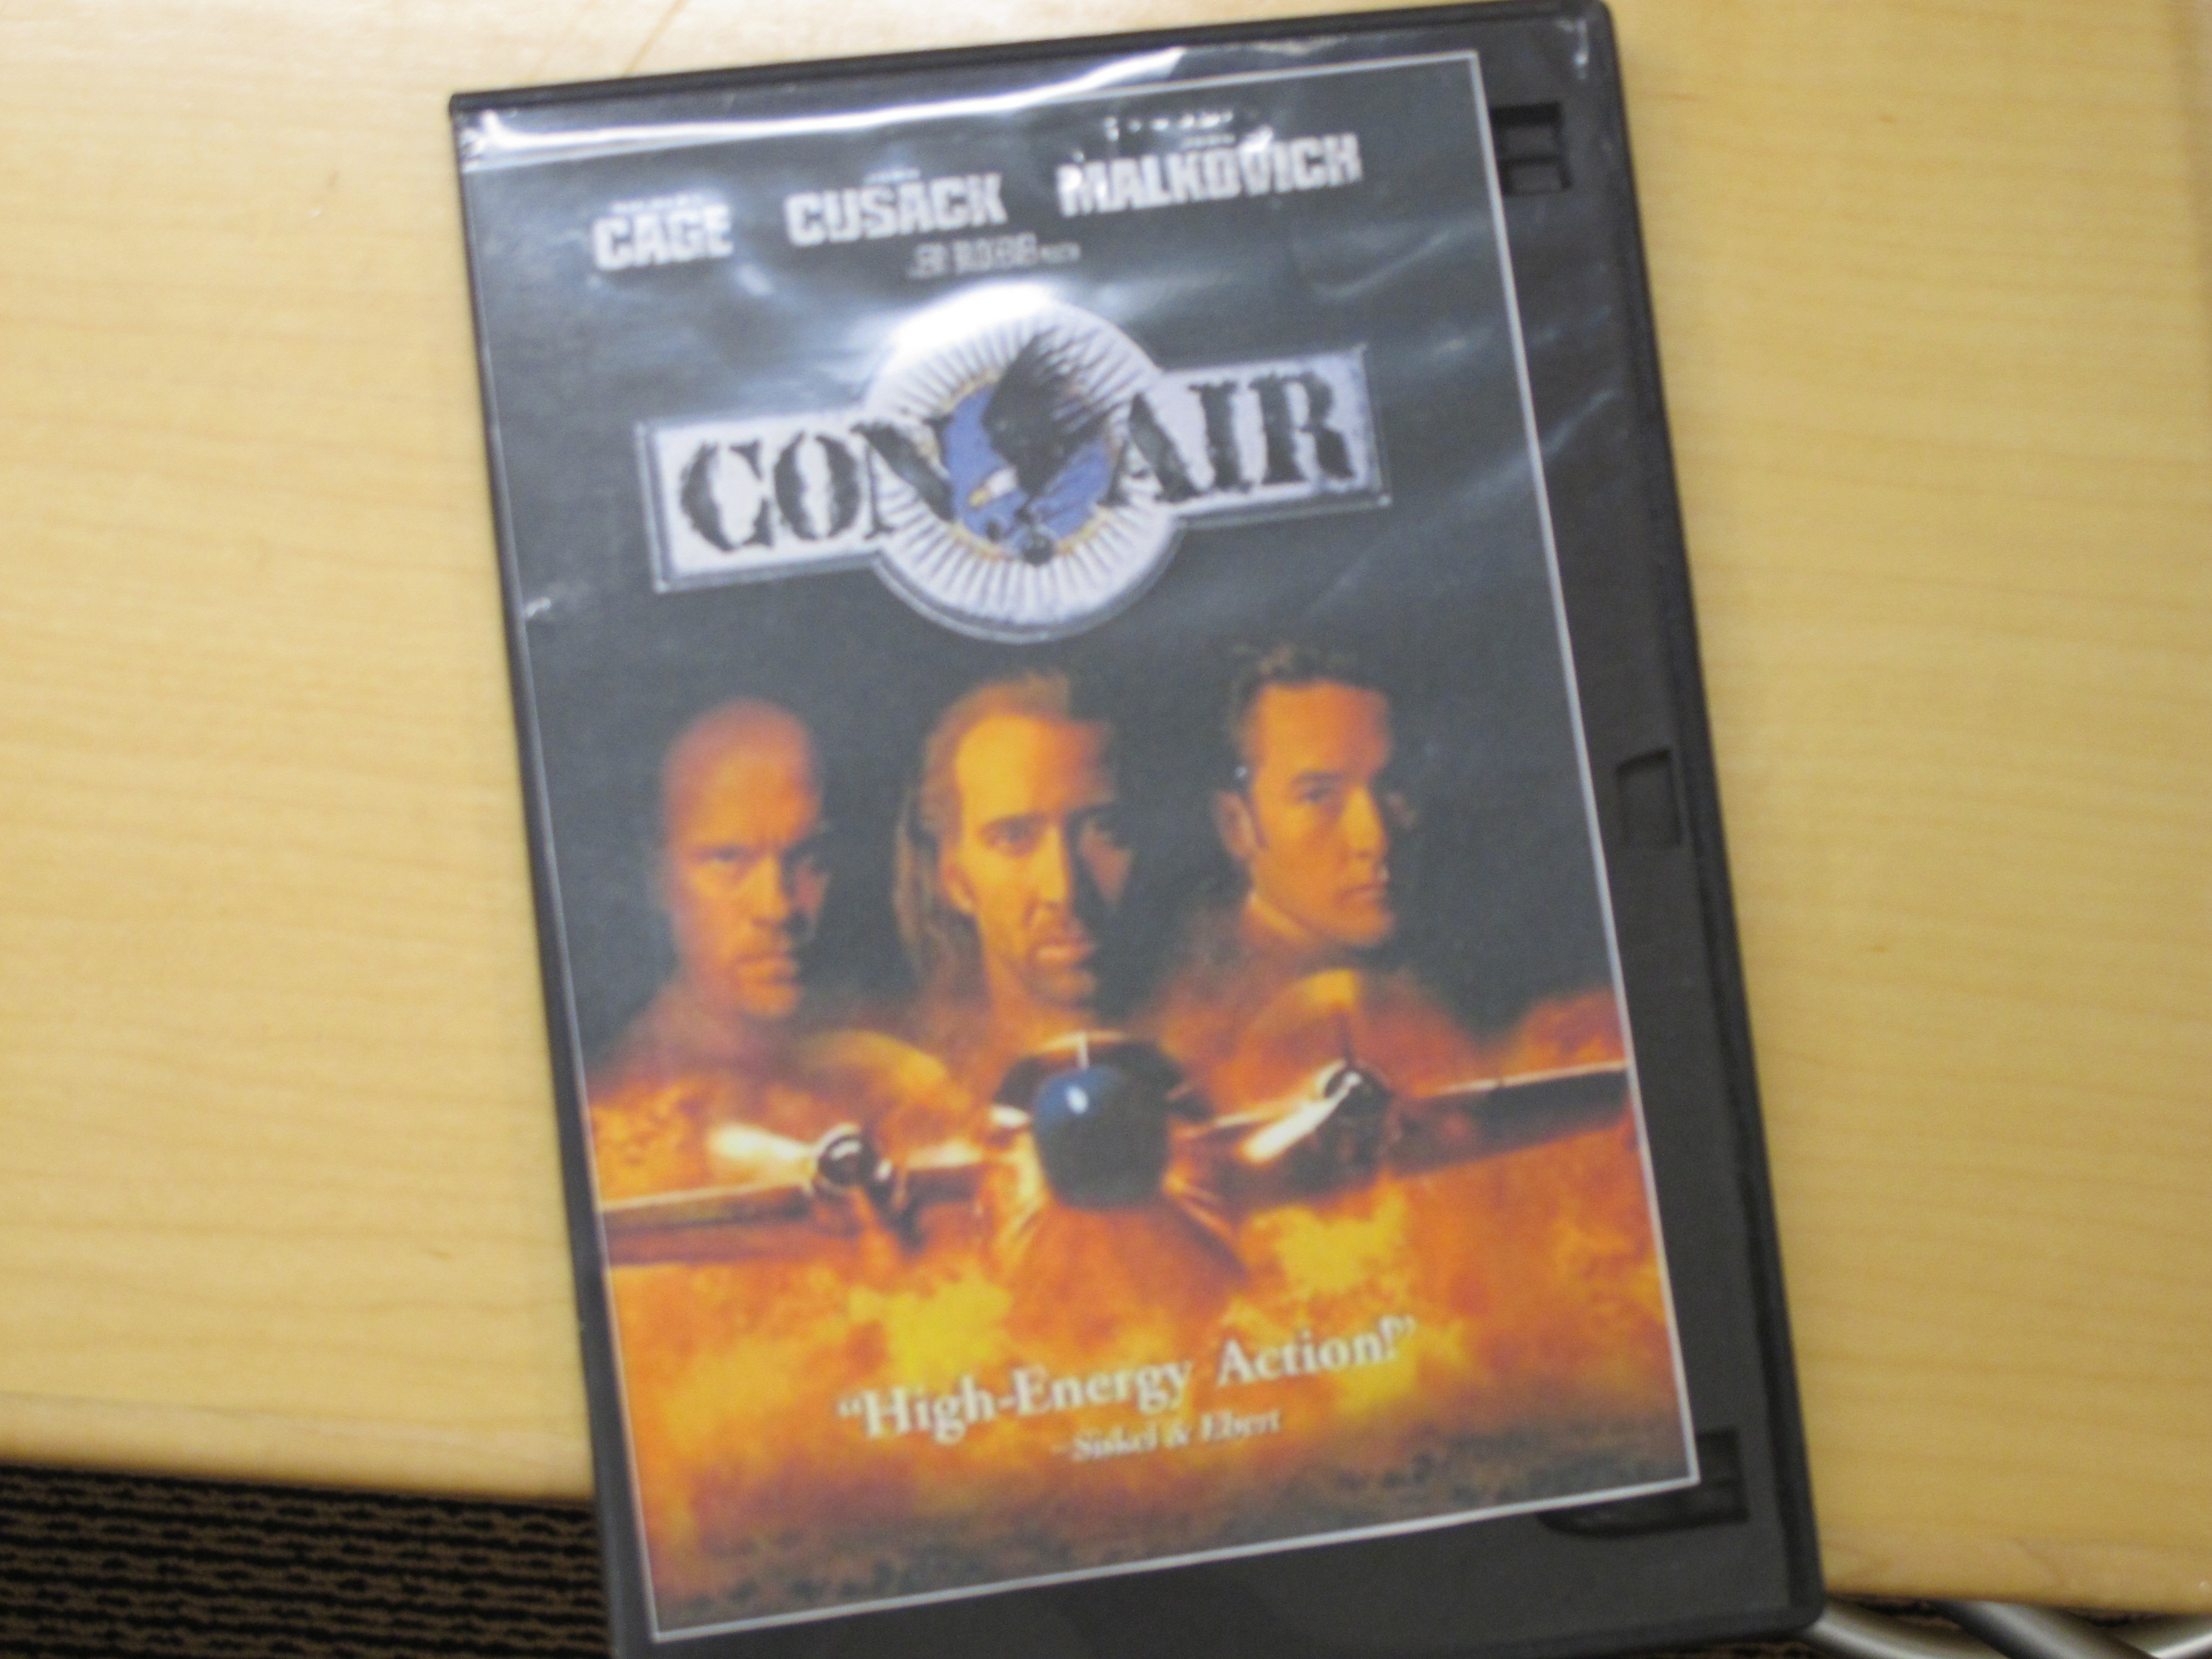 CAGE CUSACK MALKOVICH
CON AIR
"High-Energy Action!"
-Siskel & Ebert